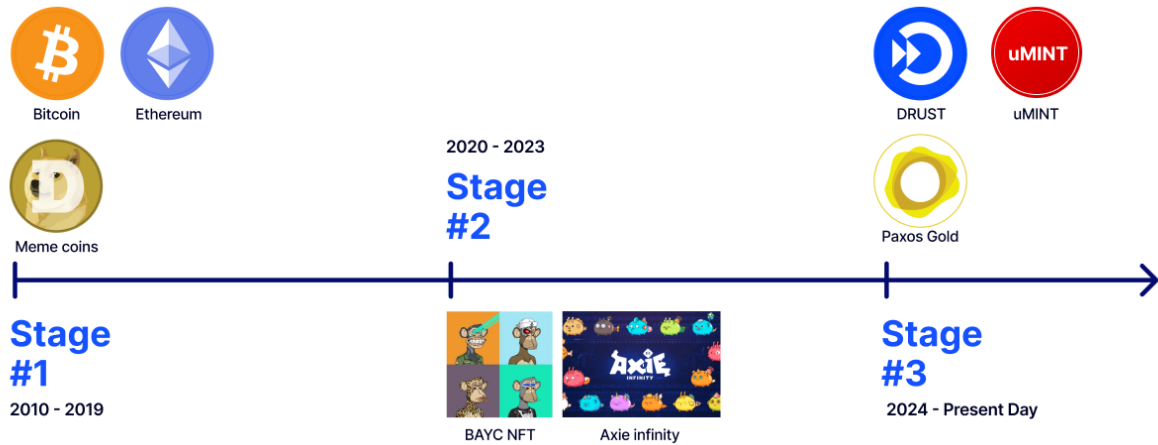 uMINT
Bitcoin
Ethereum
DRUST
uMINT
2020 - 2023
Stage
#2
D
Meme coins
Paxos Gold
Stage
#1
2010 - 2019
AXIE
INFINITY
BAYC NFT
Axie infinity
Stage
#3
2024 - Present Day